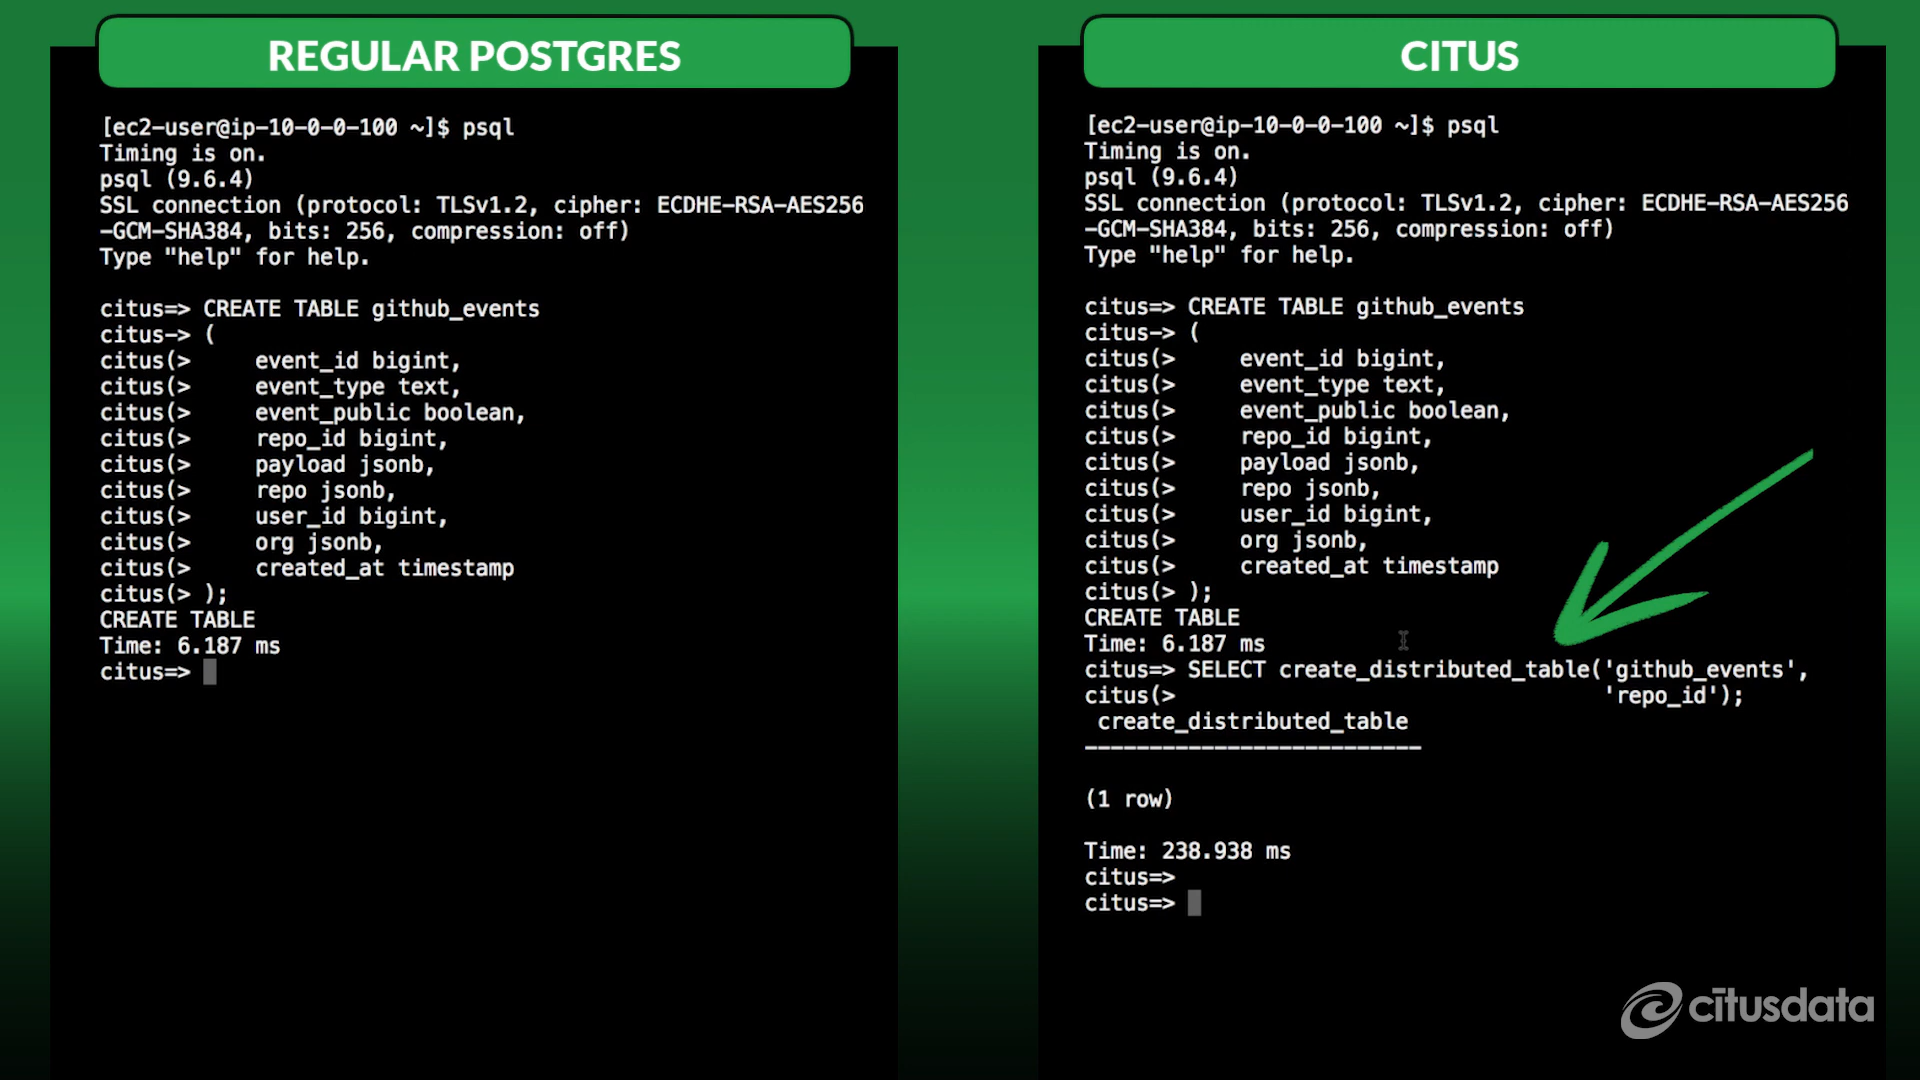 REGULAR POSTGRES
[ec2-user@ip-10-0-0-100 ~]$ psql
Timing is on.
psql (9.6.4)
SSL connection (protocol: TLSv1.2, cipher: ECDHE-RSA-AES256
-GCM-SHA384, bits: 256, compression: off)
Type "help" for help.
citus=> CREATE TABLE github_events
citus-> (
citus(>     event_id bigint,
citus(>     event_type text,
citus(>     event_public boolean,
citus(>     repo_id bigint,
citus(>     payload jsonb,
citus(>     repo jsonb,
citus(>     user_id bigint,
citus(>     org jsonb,
citus(>     created_at timestamp
citus(> );
CREATE TABLE
Time: 6.187 ms
citus=>
CITUS
[ec2-user@ip-10-0-0-100 ~]$ psql
Timing is on.
psql (9.6.4)
SSL connection (protocol: TLSv1.2, cipher: ECDHE-RSA-AES256
-GCM-SHA384, bits: 256, compression: off)
Type "help" for help.
citus=> CREATE TABLE github_events
citus-> (
citus(>     event_id bigint,
citus(>     event_type text,
citus(>     event_public boolean,
citus(>     repo_id bigint,
citus(>     payload jsonb,
citus(>     repo jsonb,
citus(>     user_id bigint,
citus(>     org jsonb,
citus(>     created_at timestamp
citus(> );
CREATE TABLE
Time: 6.187 ms
citus=> SELECT create_distributed_table('github_events',
citus(>                                 'repo_id');
 create_distributed_table
--------------------------
(1 row)
Time: 238.938 ms
citus=>
citus=>
citusdata